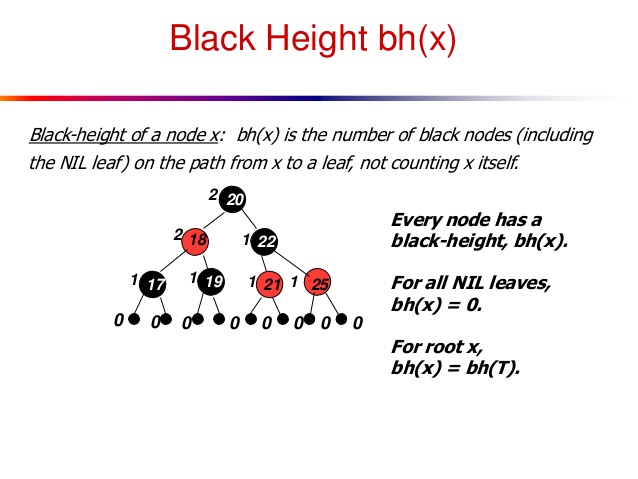 Black Height bh(x)
Black-height of a node x: bh(x) is the number of black nodes (including
the NIL leaf) on the path from x to a leaf, not counting x itself.
2 20
2 18 1 22
1 17 1 19 1 21 1 25
0 0 0 0 0 0 0 0
Every node has a
black-height, bh(x).
For all NIL leaves,
bh(x) = 0.
For root x,
bh(x) = bh(T).